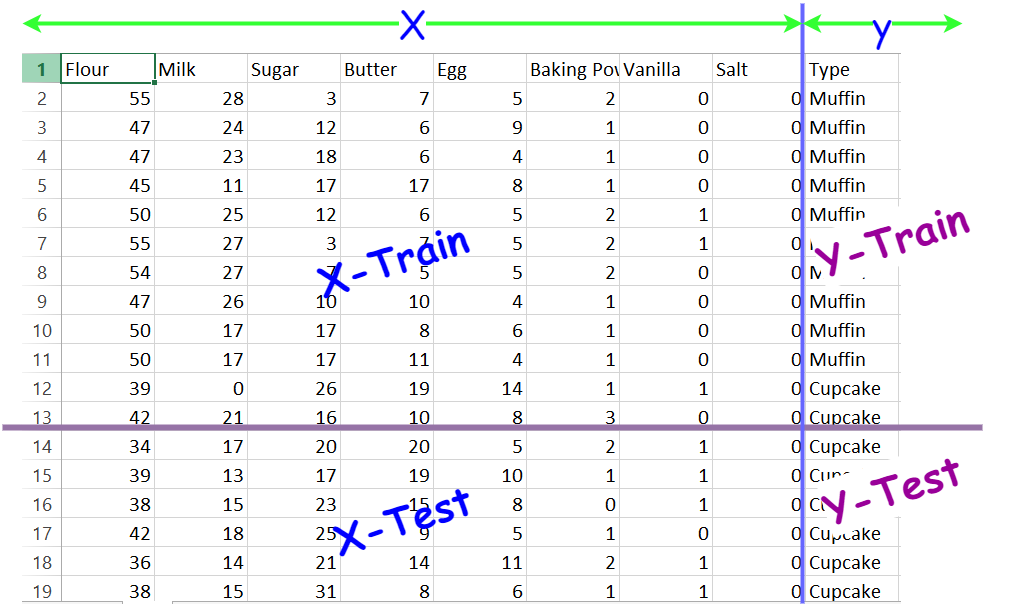 X y
1 Flour Milk Sugar Butter Egg Baking Pov Vanilla Salt Type
2 55 28 3 7 5 2 0 0 Muffin
3 47 24 12 6 9 1 0 0 Muffin
4 47 23 18 6 4 1 0 0 Muffin
5 45 11 17 17 8 1 0 0 Muffin
6 50 25 12 6 5 2 1 0 Muffin
7 55 27 3 7 5 2 1 0
X-Train y-Train
8 54 27 7 5 5 2 0 0
9 47 26 10 10 4 1 0 0 Muffin
10 50 17 17 8 6 1 0 0 Muffin
11 50 17 17 11 4 1 0 0 Muffin
12 39 0 26 19 14 1 1 0 Cupcake
13 42 21 16 10 8 3 0 0 Cupcake
14 34 17 20 20 5 2 1 0 Cupcake
15 39 13 17 19 10 1 1 0
16 38 15 23 15 8 0 1 0
X-Test y-Test
17 42 18 25 9 5 1 0 0 Cupcake
18 36 14 21 14 11 2 1 0 Cupcake
19 38 15 31 8 6 1 1 0 Cupcake